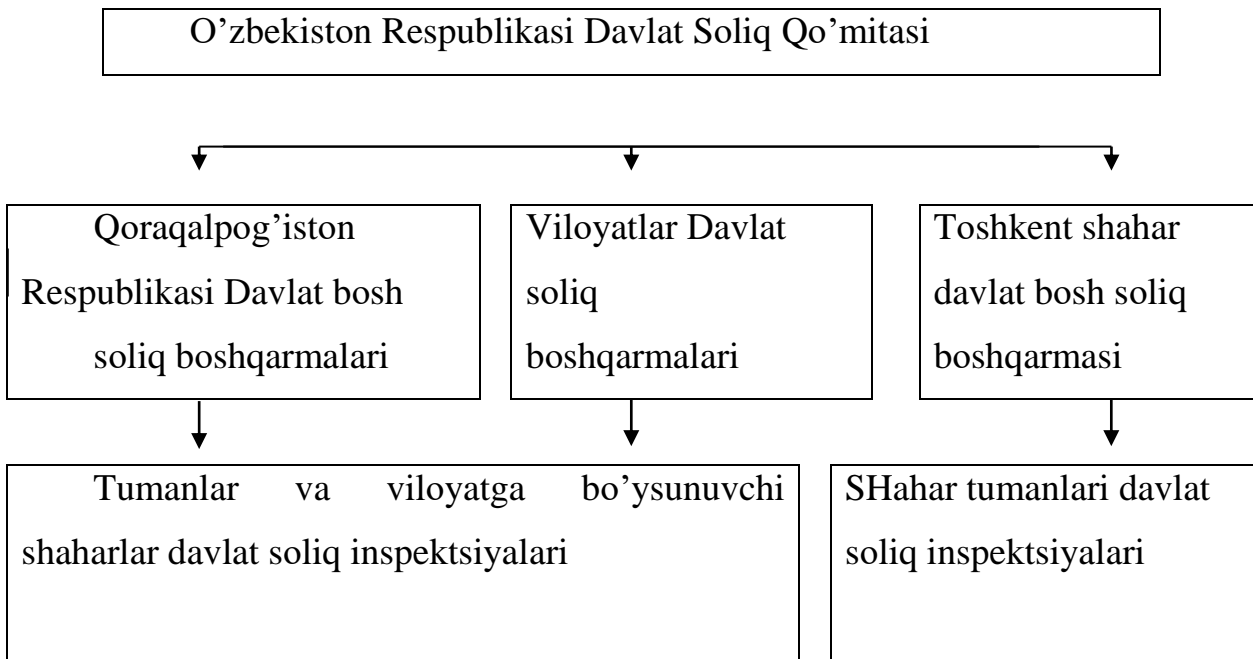 O’zbekiston Respublikasi Davlat Soliq Qo’mitasi
Qoraqalpog’iston
Respublikasi Davlat bosh
soliq boshqarmalari
Viloyatlar Davlat
soliq
boshqarmalari
Toshkent shahar
davlat bosh soliq
boshqarmasi
Tumanlar va viloyatga bo’ysunuvchi
shaharlar davlat soliq inspektsiyalari
SHahar tumanlari davlat
soliq inspektsiyalari